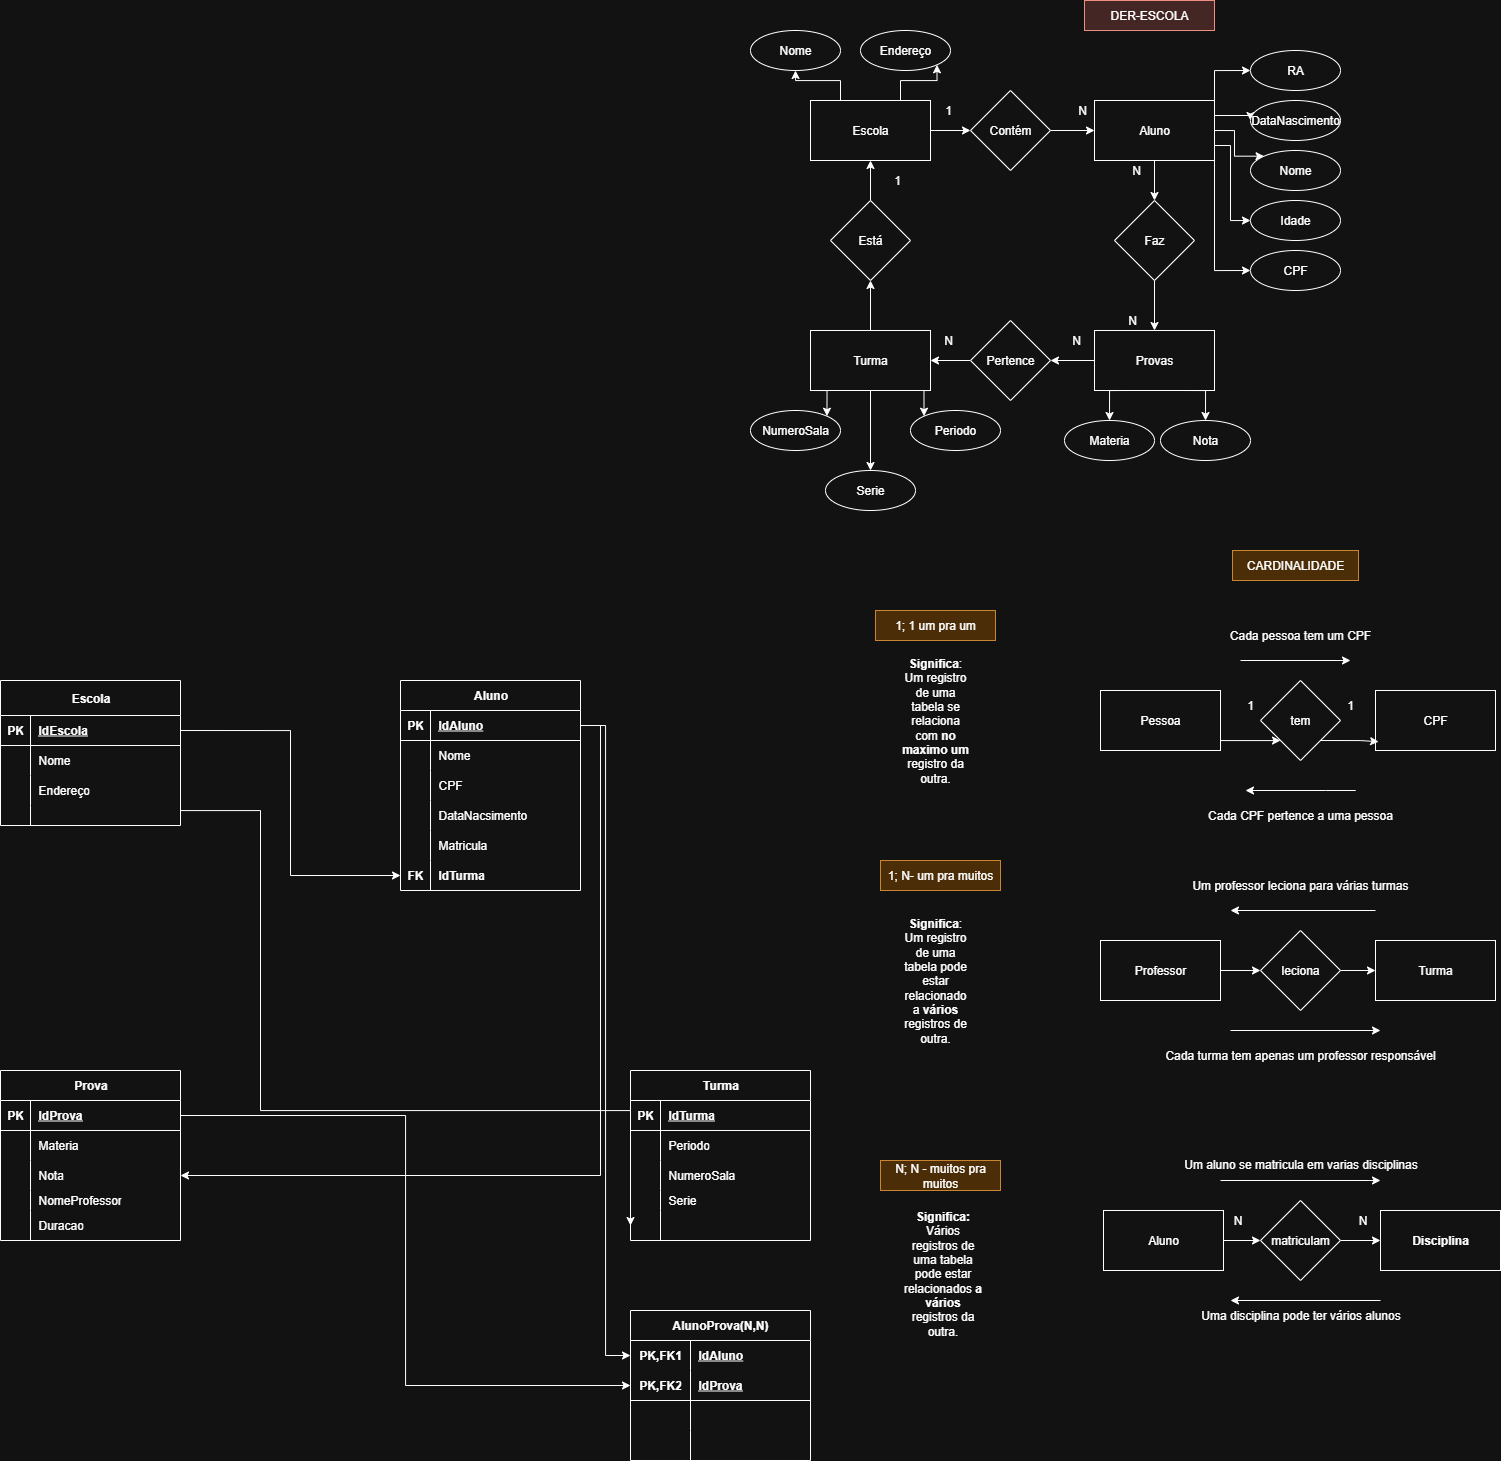 DER-ESCOLA
Nome
Endereço
RA
DataNascimento
Nome
Idade
CPF
Escola
1
Contém
N
Aluno
N
1
Está
Faz
N
Turma
N
Pertence
N
Provas
NumeroSala
Periodo
Serie
Materia
Nota
CARDINALIDADE
1; 1 um pra um
Significa:
Um registro
de uma
tabela se
relaciona
com no
maximo um
registro da
outra.
Cada pessoa tem um CPF
Pessoa
1
tem
1
CPF
Cada CPF pertence a uma pessoa
1; N- um pra muitos
Significa:
Um registro
de uma
tabela pode
estar
relacionado
a vários
registros de
outra.
Um professor leciona para várias turmas
Professor
leciona
Turma
Cada turma tem apenas um professor responsável
N; N - muitos pra
muitos
Significa:
Vários
registros de
uma tabela
pode estar
relacionados a
vários
registros da
outra.
Um aluno se matricula em varias disciplinas
Aluno
N
matriculam
N
Disciplina
Uma disciplina pode ter vários alunos
Escola
PK IdEscola
Nome
Endereço
Aluno
PK IdAluno
Nome
CPF
DataNacsimento
Matricula
FK IdTurma
Prova
PK IdProva
Materia
Nota
NomeProfessor
Duracao
Turma
PK IdTurma
Periodo
NumeroSala
Serie
AlunoProva(N,N)
PK,FK1 IdAluno
PK,FK2 IdProva